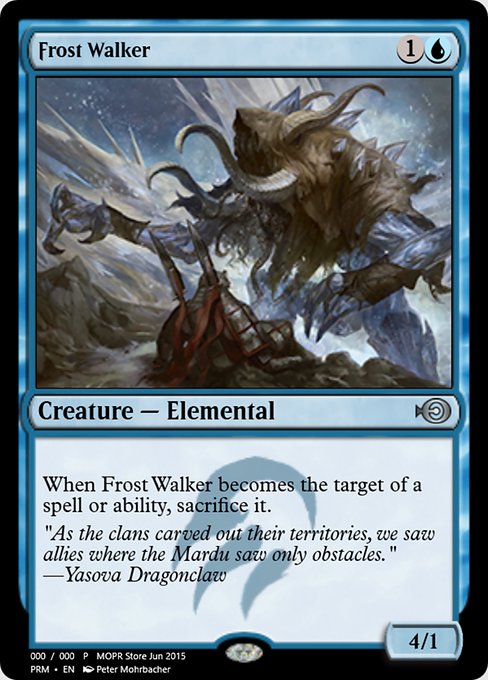 Frost Walker 1
Creature — Elemental
When Frost Walker becomes the target of a
spell or ability, sacrifice it.
"As the clans carved out their territories, we saw
allies where the Mardu saw only obstacles."
—Yasova Dragonclaw
4/1
000 / 000 P MOPR Store Jun 2015
PRM • EN Peter Mohrbacher